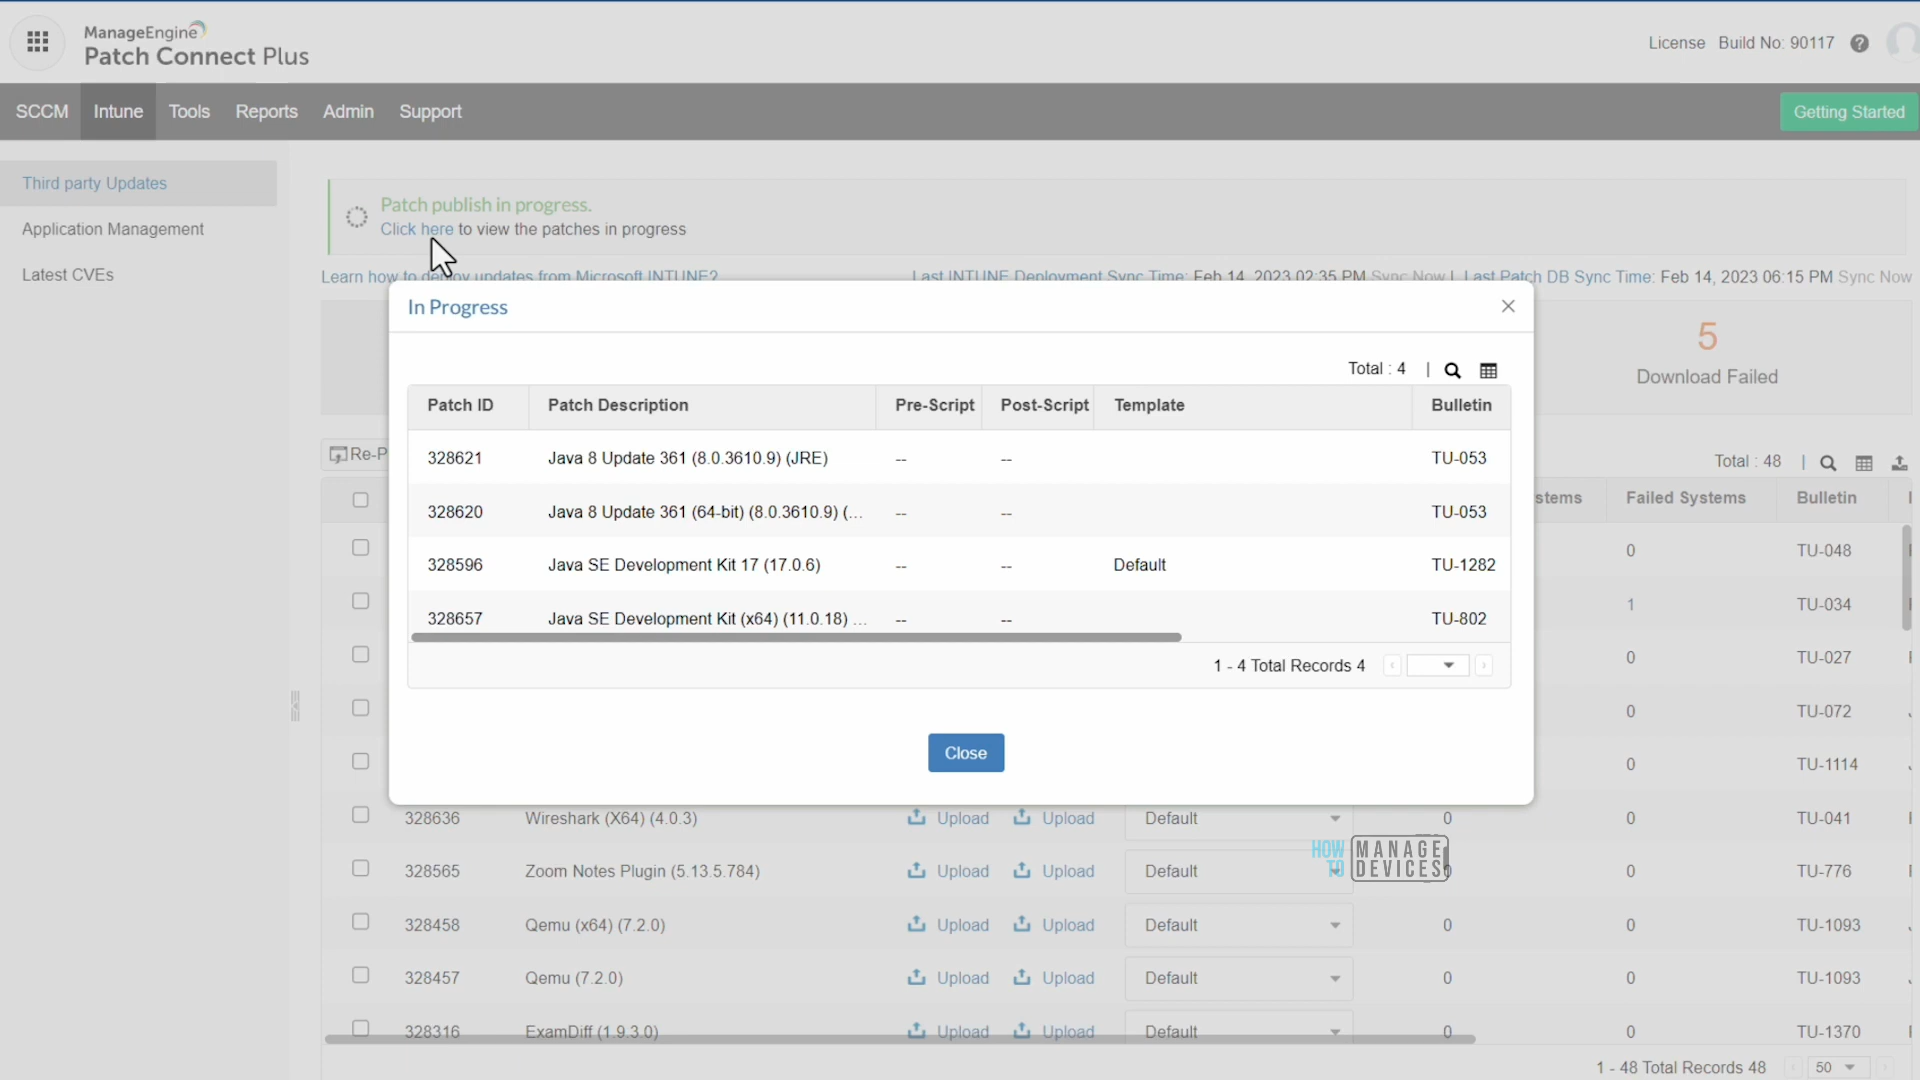 ManageEngine
Patch Connect Plus
License Build No: 90117
SCCM Intune Tools Reports Admin Support Getting Started
Third party Updates
Application Management
Latest CVEs
Patch publish in progress.
Click here to view the patches in progress
Learn how to deploy updates from Microsoft INTUNE? Last INTUNE Deployment Sync Time: Feb 14, 2023 02:35 PM Sync Now | Last Patch DB Sync Time: Feb 14, 2023 06:15 PM Sync Now
In Progress
5
Download Failed
Total : 4 |
Patch ID Patch Description Pre-Script Post-Script Template Bulletin
328621 Java 8 Update 361 (8.0.3610.9) (JRE) -- -- TU-053
328620 Java 8 Update 361 (64-bit) (8.0.3610.9) (... -- -- TU-053
328596 Java SE Development Kit 17 (17.0.6) -- -- Default TU-1282
328657 Java SE Development Kit (x64) (11.0.18) ... -- -- TU-802
1 - 4 Total Records 4
Close
Re-P
Total : 48 |
stems Failed Systems Bulletin
0 TU-048
1 TU-034
0 TU-027
0 TU-072
0 TU-1114
328636 Wireshark (X64) (4.0.3) Upload Upload Default 0 0 TU-041
328565 Zoom Notes Plugin (5.13.5.784) Upload Upload Default 0 0 TU-776
328458 Qemu (x64) (7.2.0) Upload Upload Default 0 0 TU-1093
328457 Qemu (7.2.0) Upload Upload Default 0 0 TU-1093
328316 ExamDiff (1.9.3.0) Upload Upload Default 0 0 TU-1370
HOW TO MANAGE DEVICES
1 - 48 Total Records 48 50